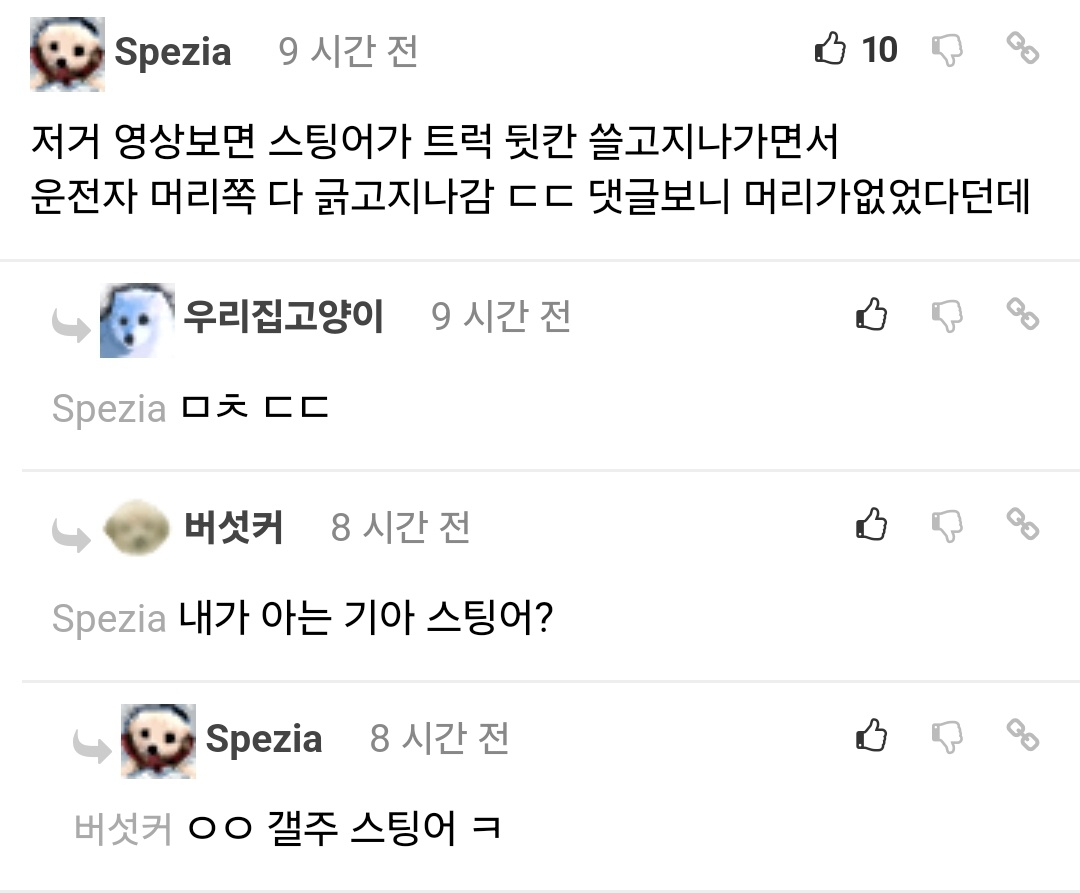 Spezia 9 시간 전 10
저거 영상보면 스팅어가 트럭 뒷칸 쓸고지나가면서
운전자 머리쪽 다 긁고지나감 ㄷㄷ 댓글보니 머리가없었다던데
우리집고양이 9 시간 전
Spezia ㅁㅊ ㄷㄷ
버섯커 8 시간 전
Spezia 내가 아는 기아 스팅어?
Spezia 8 시간 전
버섯커 ㅇㅇ 갤주 스팅어 ㅋ